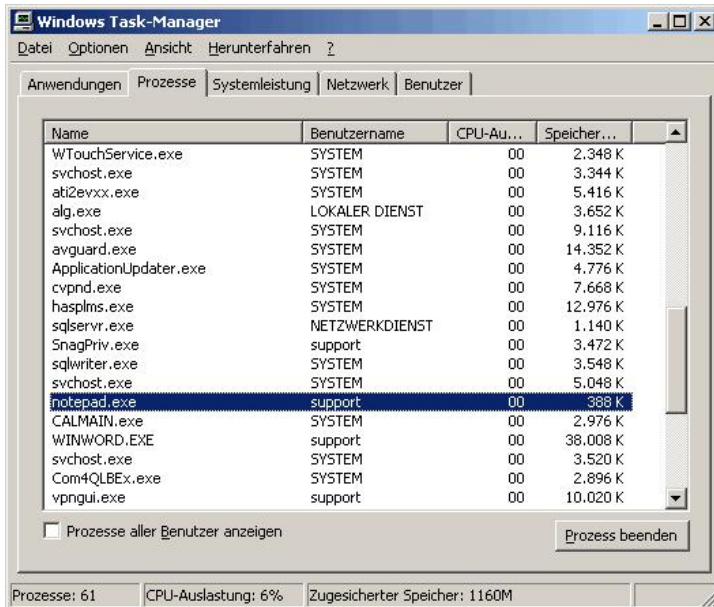 Windows Task-Manager
Datei Optionen Ansicht Herunterfahren ?
Anwendungen Prozesse Systemleistung Netzwerk Benutzer
Name Benutzername CPU-Au... Speicher...
WTouchService.exe SYSTEM 00 2.348 K
svchost.exe SYSTEM 00 3.344 K
ati2evxx.exe SYSTEM 00 5.416 K
alg.exe LOKALER DIENST 00 3.652 K
svchost.exe SYSTEM 00 9.116 K
avguard.exe SYSTEM 00 14.352 K
ApplicationUpdater.exe SYSTEM 00 4.776 K
cvpnd.exe SYSTEM 00 7.668 K
hasplms.exe SYSTEM 00 12.976 K
sqlservr.exe NETZWERKDIENST 00 1.140 K
SnagPriv.exe support 00 3.472 K
sqlwriter.exe SYSTEM 00 3.548 K
svchost.exe SYSTEM 00 5.048 K
notepad.exe support 00 388 K
CALMAIN.exe SYSTEM 00 2.976 K
WINWORD.EXE support 00 38.008 K
svchost.exe SYSTEM 00 3.520 K
Com4QLBEx.exe SYSTEM 00 2.896 K
vpngui.exe support 00 10.020 K
Prozesse aller Benutzer anzeigen Prozess beenden
Prozesse: 61 CPU-Auslastung: 6% Zugesicherter Speicher: 1160M